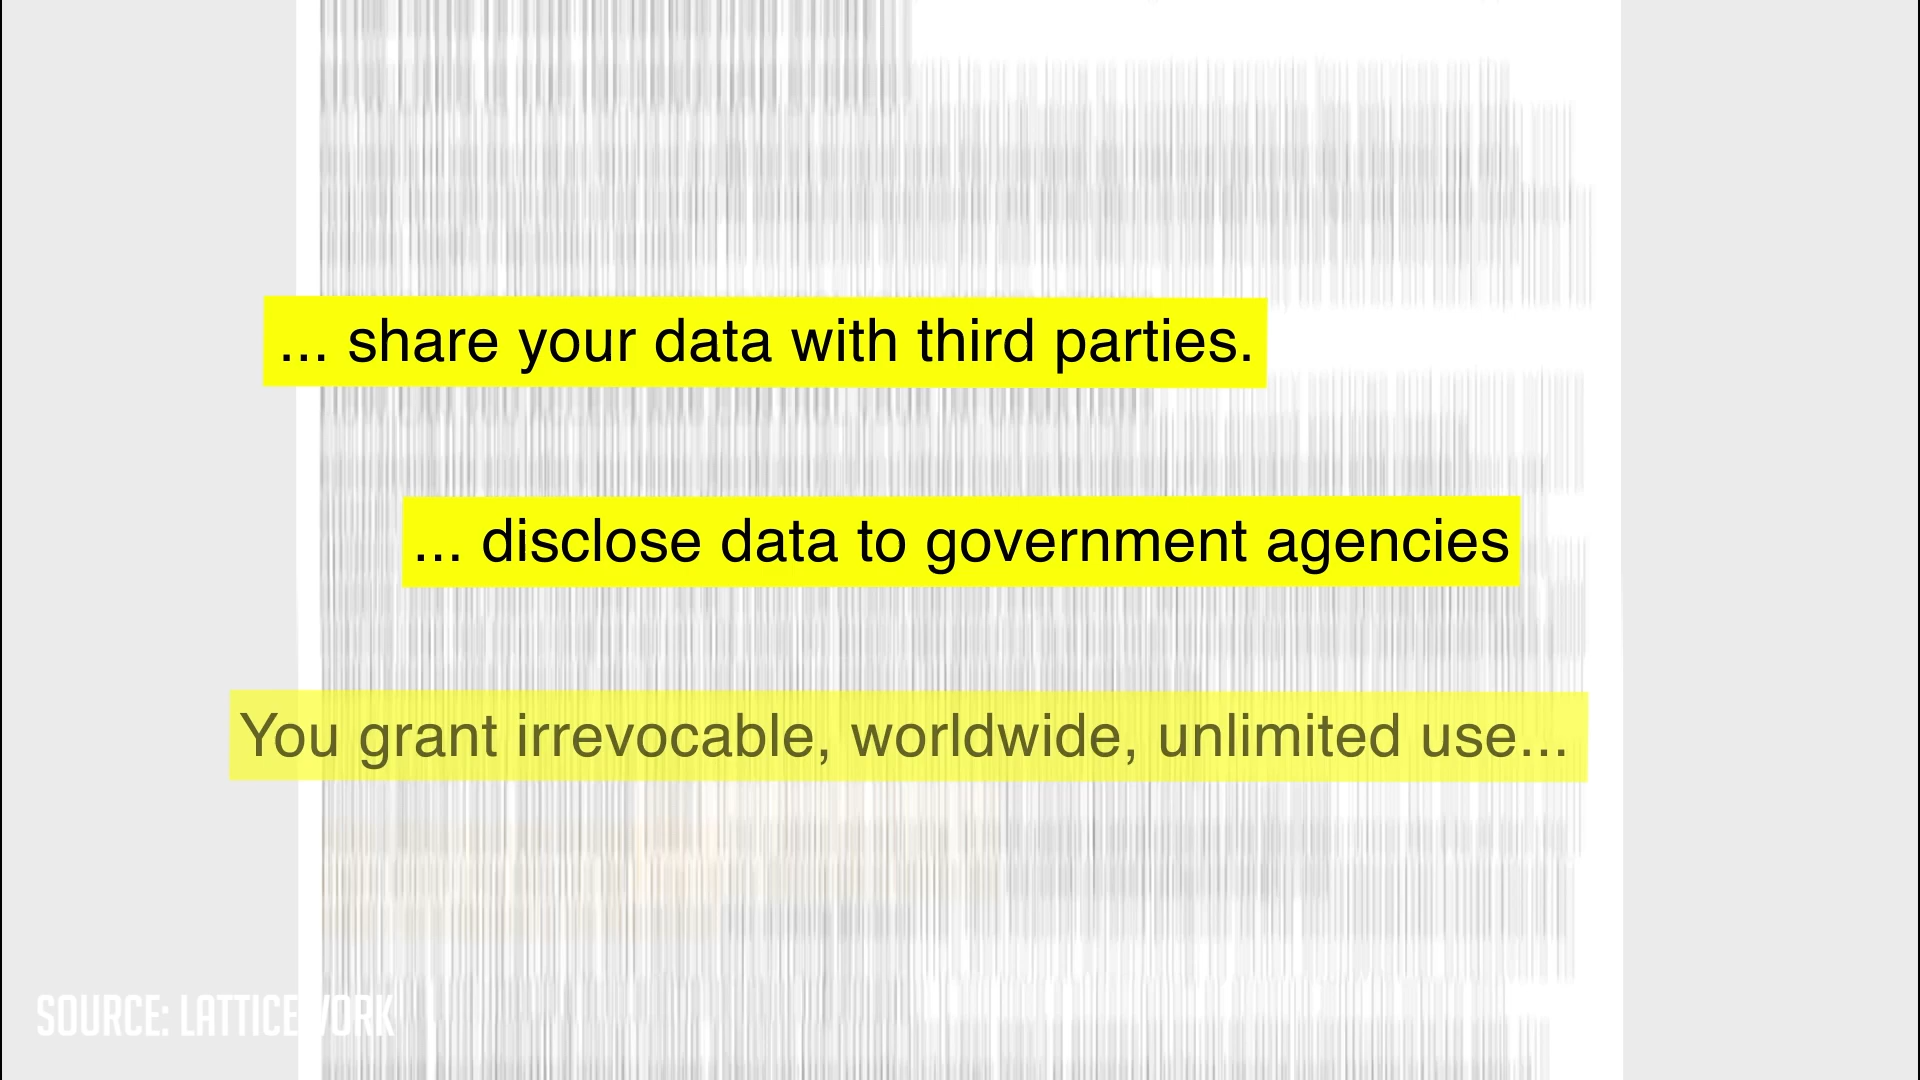 ... share your data with third parties.
... disclose data to government agencies
You grant irrevocable, worldwide, unlimited use...
SOURCE: LATTICEWORK